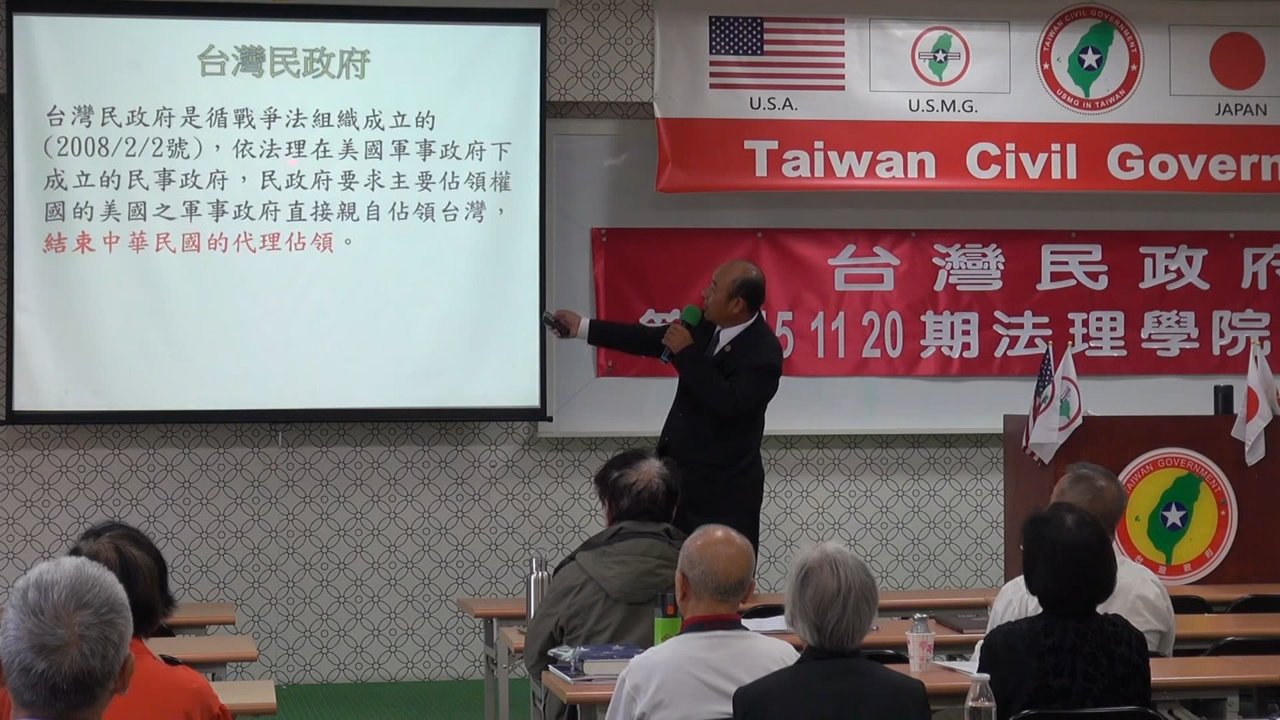 台灣民政府
台灣民政府是循戰爭法組織成立的
(2008/2/2號)，依法理在美國軍事政府下
成立的民事政府，民政府要求主要佔領權
國的美國之軍事政府直接親自佔領台灣，
結束中華民國的代理佔領。
U.S.A.
U.S.M.G.
TAIWAN CIVIL GOVERNMENT
USMG IN TAIWAN
JAPAN
Taiwan Civil Govern
台灣民政府
5 11 20 期法理學院
TAIWAN GOVERNMENT